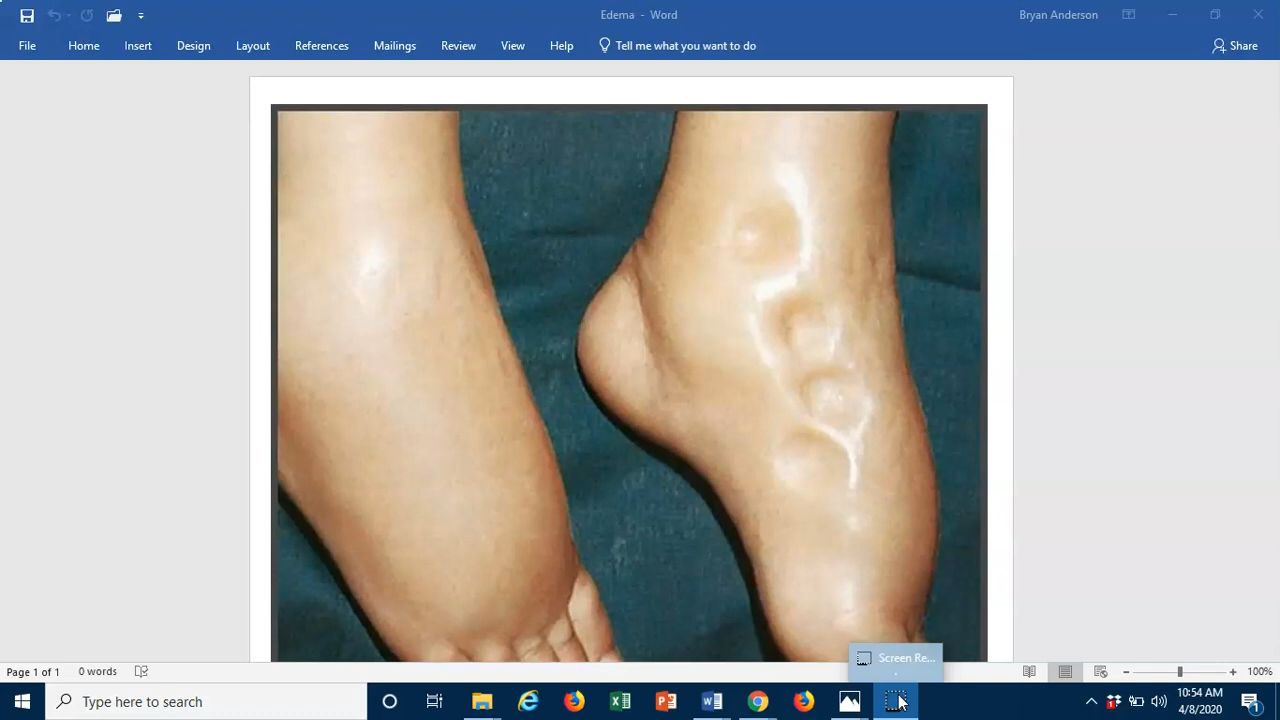 Edema - Word
Bryan Anderson
File Home Insert Design Layout References Mailings Review View Help Tell me what you want to do Share
Screen Re...
Page 1 of 1 0 words 100%
Type here to search
10:54 AM
4/8/2020
1